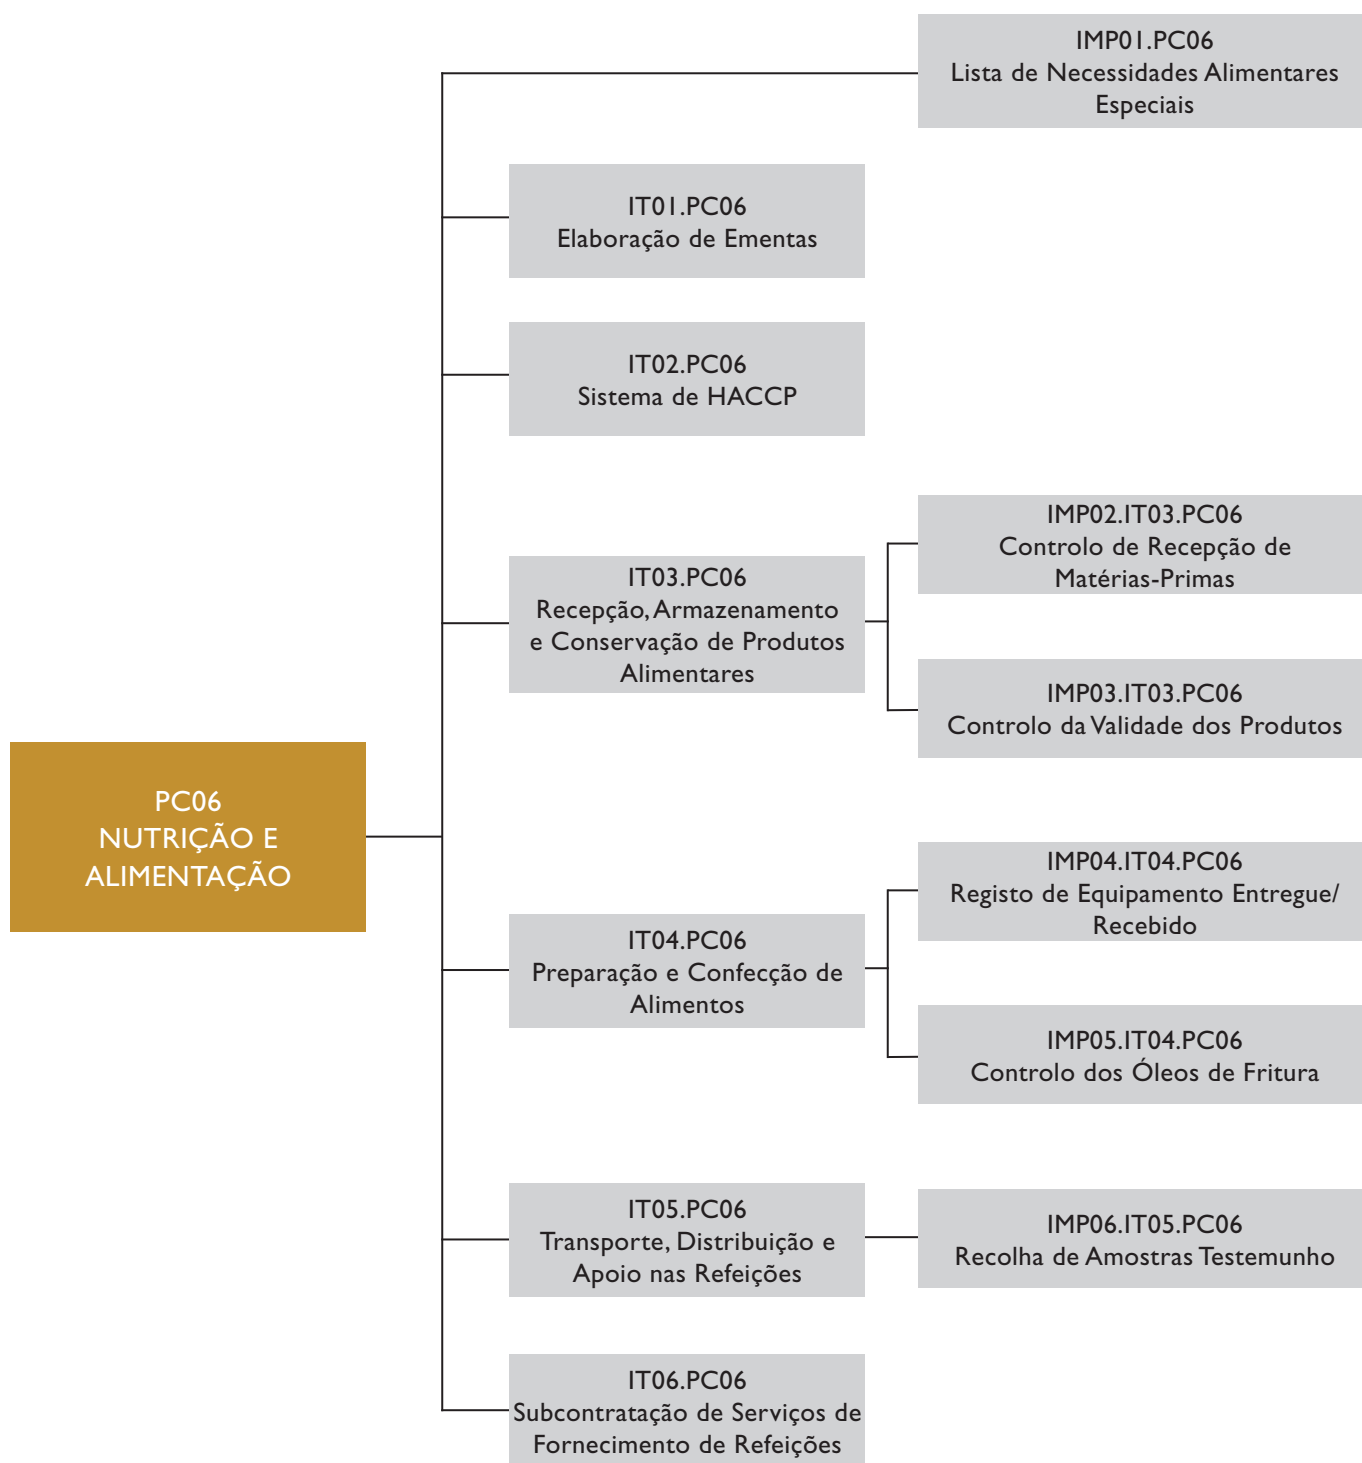 IMP01.PC06
Lista de Necessidades Alimentares
Especiais
IT01.PC06
Elaboração de Ementas
IT02.PC06
Sistema de HACCP
IT03.PC06
Recepção, Armazenamento
e Conservação de Produtos
Alimentares
IMP02.IT03.PC06
Controlo de Recepção de
Matérias-Primas
IMP03.IT03.PC06
Controlo da Validade dos Produtos
PC06
NUTRIÇÃO E
ALIMENTAÇÃO
IT04.PC06
Preparação e Confecção de
Alimentos
IMP04.IT04.PC06
Registo de Equipamento Entregue/
Recebido
IMP05.IT04.PC06
Controlo dos Óleos de Fritura
IT05.PC06
Transporte, Distribuição e
Apoio nas Refeições
IMP06.IT05.PC06
Recolha de Amostras Testemunho
IT06.PC06
Subcontratação de Serviços de
Fornecimento de Refeições